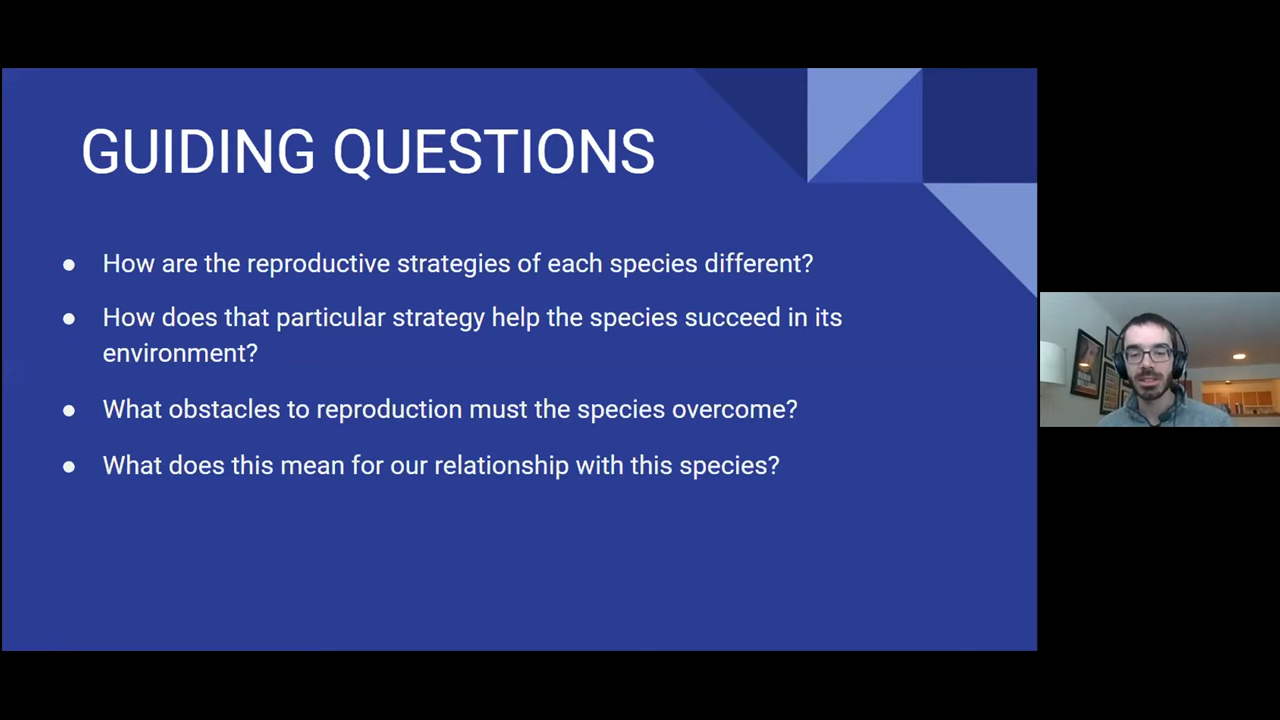 GUIDING QUESTIONS
● How are the reproductive strategies of each species different?
● How does that particular strategy help the species succeed in its
environment?
● What obstacles to reproduction must the species overcome?
● What does this mean for our relationship with this species?